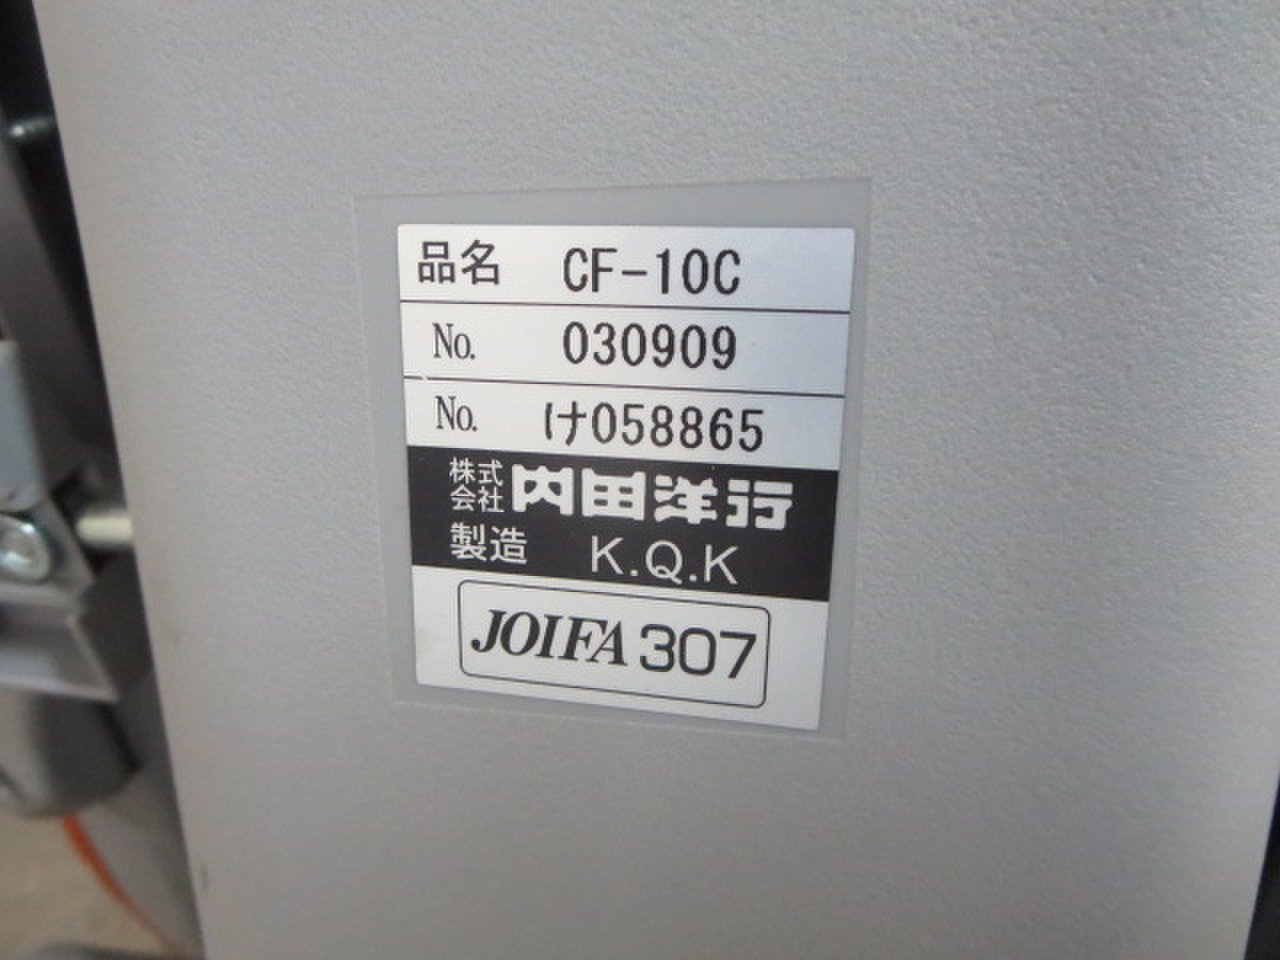 品名 CF-10C
No. 030909
No. け058865
株式会社 内田洋行
製造 K.Q.K
JOIFA 307